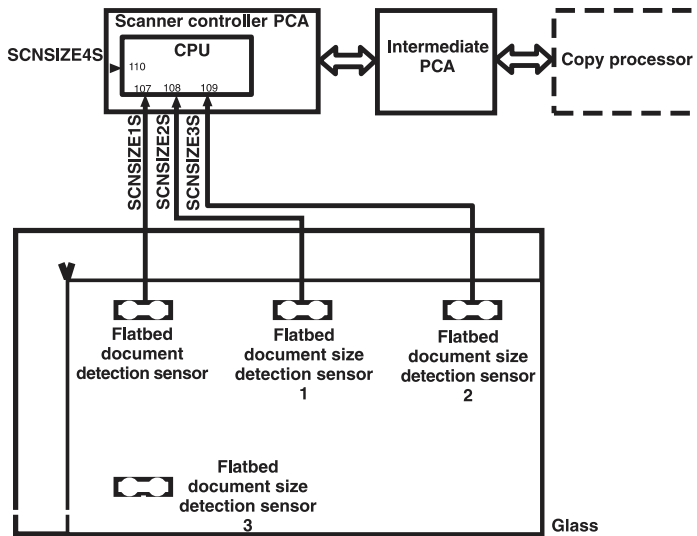 Scanner controller PCA
SCNSIZE4S
CPU
110
107
108
109
Intermediate
PCA
Copy processor
SCNSIZE1S
SCNSIZE2S
SCNSIZE3S
Flatbed
document
detection sensor
Flatbed
document size
detection sensor
1
Flatbed
document size
detection sensor
2
Flatbed
document size
detection sensor
3
Glass